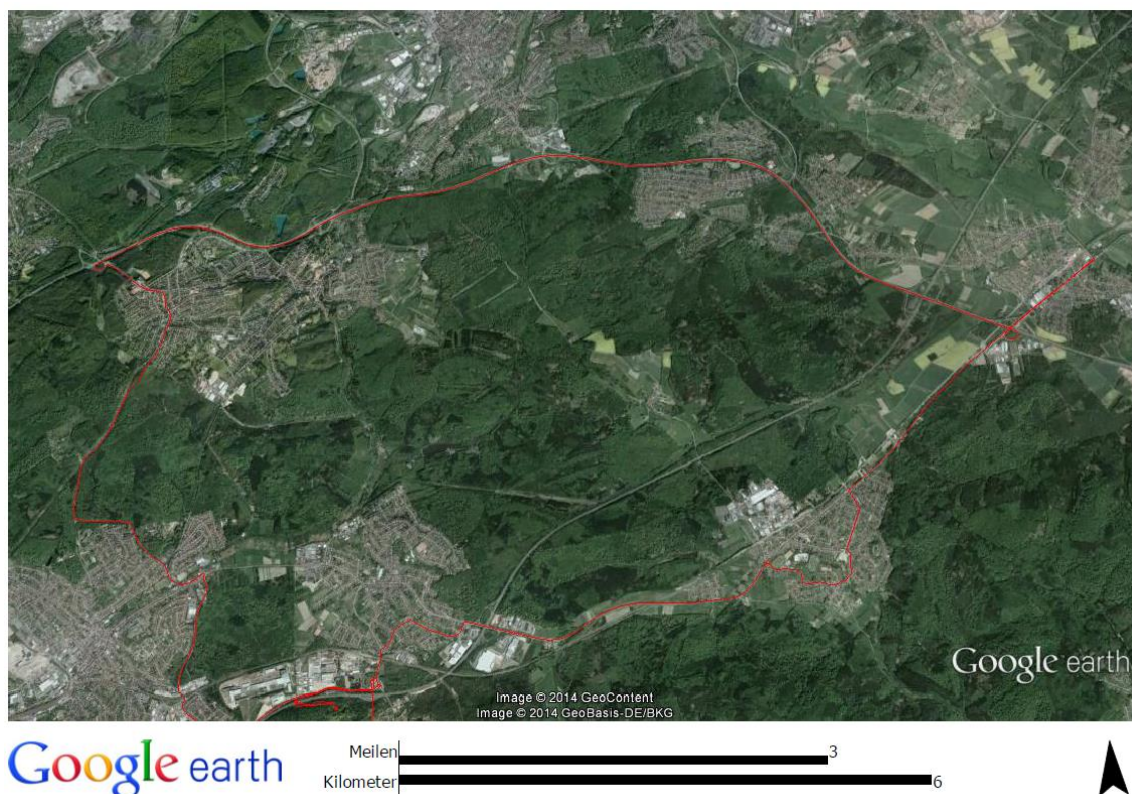 Google earth
Image © 2014 GeoContent
Image © 2014 GeoBasis-DE/BKG
Google earth
Meilen 3
Kilometer 6